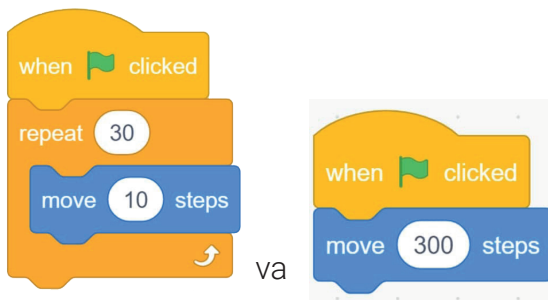 when clicked
repeat 30
move 10 steps
va
when clicked
move 300 steps